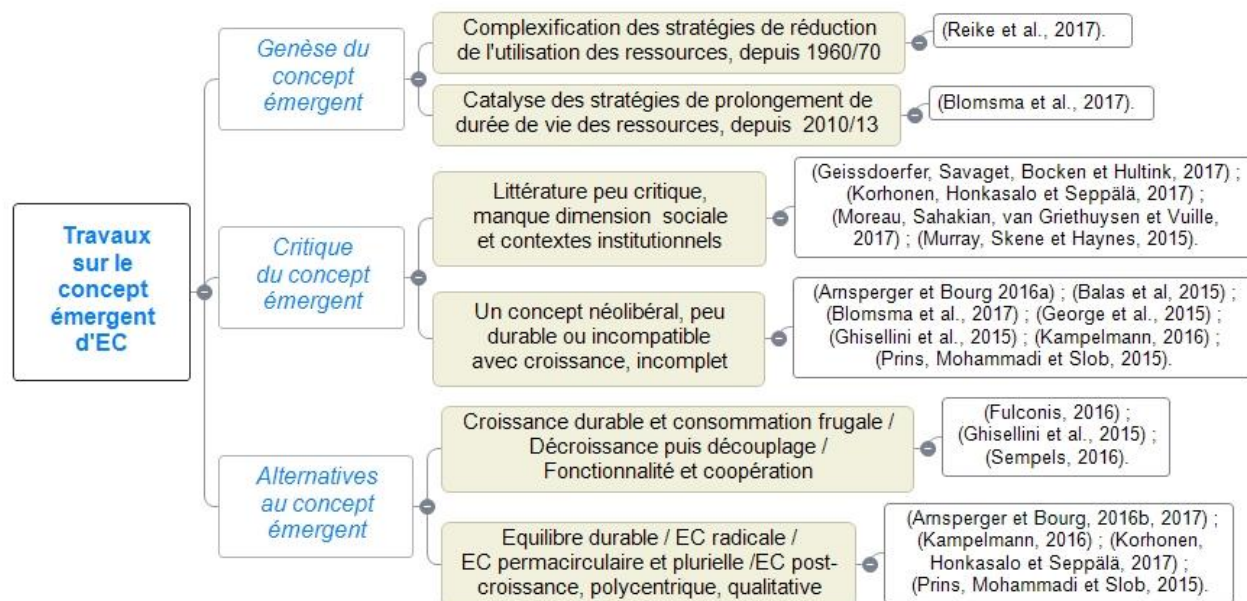 Travaux
sur le
concept
émergent
d'EC
Genèse du
concept
émergent
Complexification des stratégies de réduction
de l'utilisation des ressources, depuis 1960/70
(Reike et al., 2017).
Catalyse des stratégies de prolongement de
durée de vie des ressources, depuis 2010/13
(Blomsma et al., 2017).
Critique
du concept
émergent
Littérature peu critique,
manque dimension sociale
et contextes institutionnels
(Geissdoerfer, Savaget, Bocken et Hultink, 2017) ;
(Korhonen, Honkasalo et Seppälä, 2017) ;
(Moreau, Sahakian, van Griethuysen et Vuille,
2017) ; (Murray, Skene et Haynes, 2015).
Un concept néolibéral, peu
durable ou incompatible
avec croissance, incomplet
(Arnsperger et Bourg 2016a) ; (Balas et al, 2015) ;
(Blomsma et al., 2017) ; (George et al., 2015) ;
(Ghisellini et al., 2015) ; (Kampelmann, 2016) ;
(Prins, Mohammadi et Slob, 2015).
Alternatives
au concept
émergent
Croissance durable et consommation frugale /
Décroissance puis découplage /
Fonctionnalité et coopération
(Fulconis, 2016) ;
(Ghisellini et al., 2015) ;
(Sempels, 2016).
Equilibre durable / EC radicale /
EC permacirculaire et plurielle /EC post-
croissance, polycentrique, qualitative
(Arnsperger et Bourg, 2016b, 2017) ;
(Kampelmann, 2016) ; (Korhonen,
Honkasalo et Seppälä, 2017) ;
(Prins, Mohammadi et Slob, 2015).